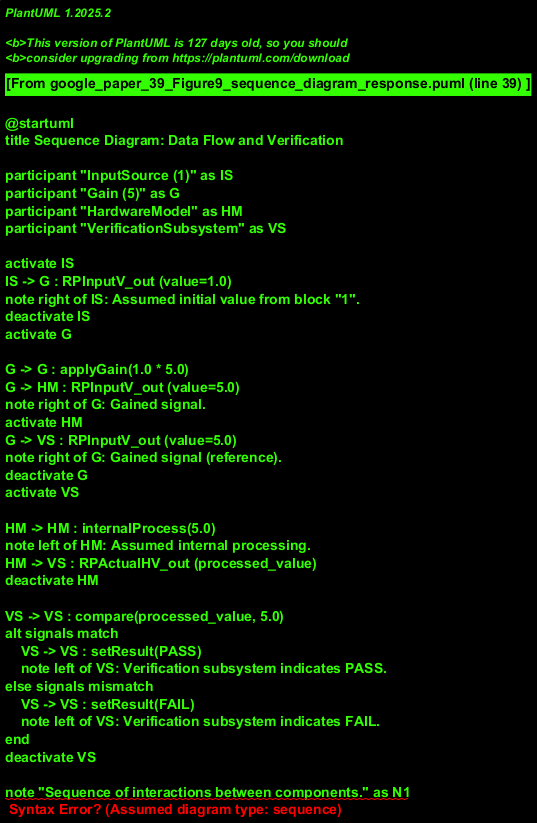 PlantUML 1.2025.2
<b>This version of PlantUML is 127 days old, so you should
<b>consider upgrading from https://plantuml.com/download
[From google_paper_39_Figure9_sequence_diagram_response.puml (line 39) ]
@startuml
title Sequence Diagram: Data Flow and Verification
participant "InputSource (1)" as IS
participant "Gain (5)" as G
participant "HardwareModel" as HM
participant "VerificationSubsystem" as VS
activate IS
IS -> G : RPInputV_out (value=1.0)
note right of IS: Assumed initial value from block "1".
deactivate IS
activate G
G -> G : applyGain(1.0 * 5.0)
G -> HM : RPInputV_out (value=5.0)
note right of G: Gained signal.
activate HM
G -> VS : RPInputV_out (value=5.0)
note right of G: Gained signal (reference).
deactivate G
activate VS
HM -> HM : internalProcess(5.0)
note left of HM: Assumed internal processing.
HM -> VS : RPActualHV_out (processed_value)
deactivate HM
VS -> VS : compare(processed_value, 5.0)
alt signals match
VS -> VS : setResult(PASS)
note left of VS: Verification subsystem indicates PASS.
else signals mismatch
VS -> VS : setResult(FAIL)
note left of VS: Verification subsystem indicates FAIL.
end
deactivate VS
note "Sequence of interactions between components." as N1
Syntax Error? (Assumed diagram type: sequence)